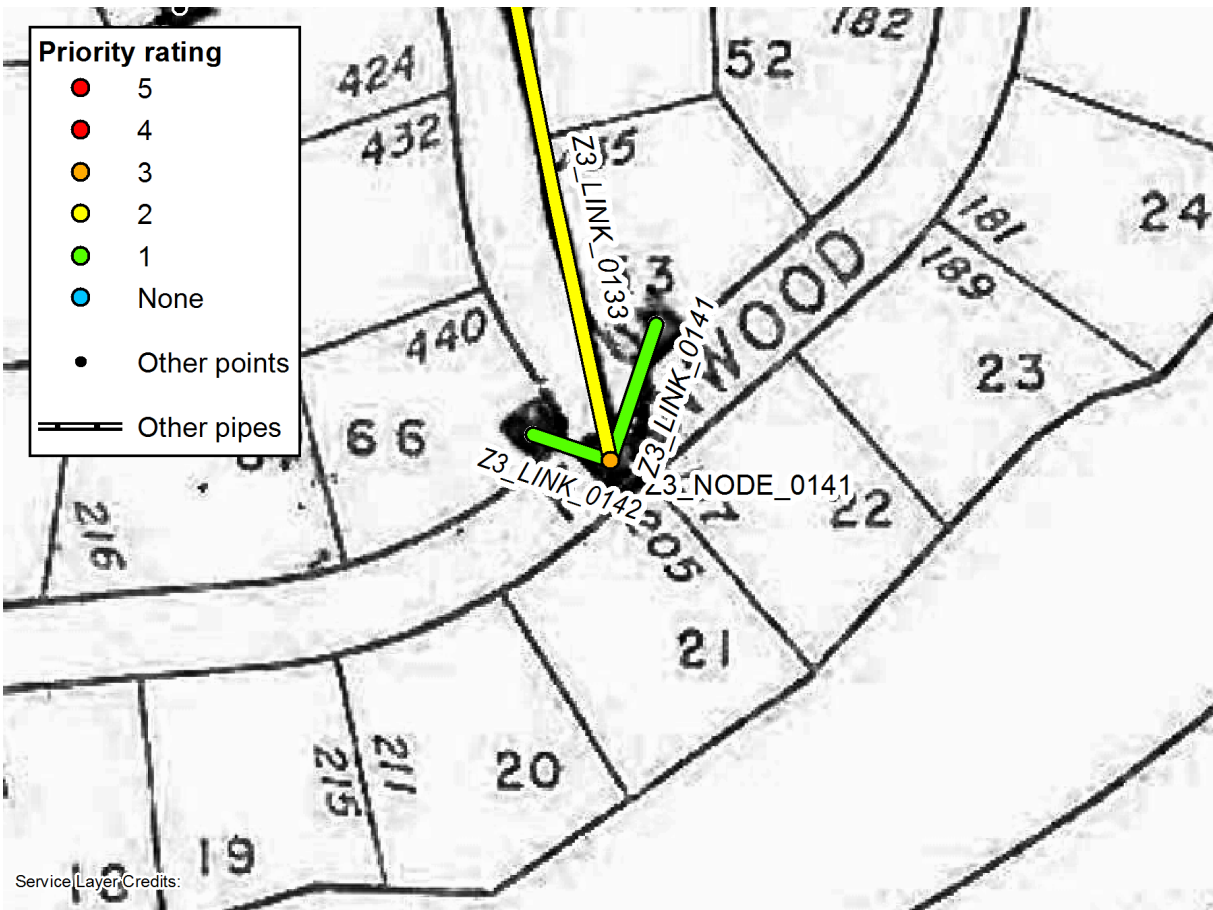 Priority rating
5
4
3
2
1
None
Other points
Other pipes
424
432
440
52
182
181
189
24
23
22
21
20
19
18
66
216
215
211
WOOD
Z3_LINK_0133
Z3_LINK_0141
Z3_LINK_0142
Z3_NODE_0141
Service Layer Credits: